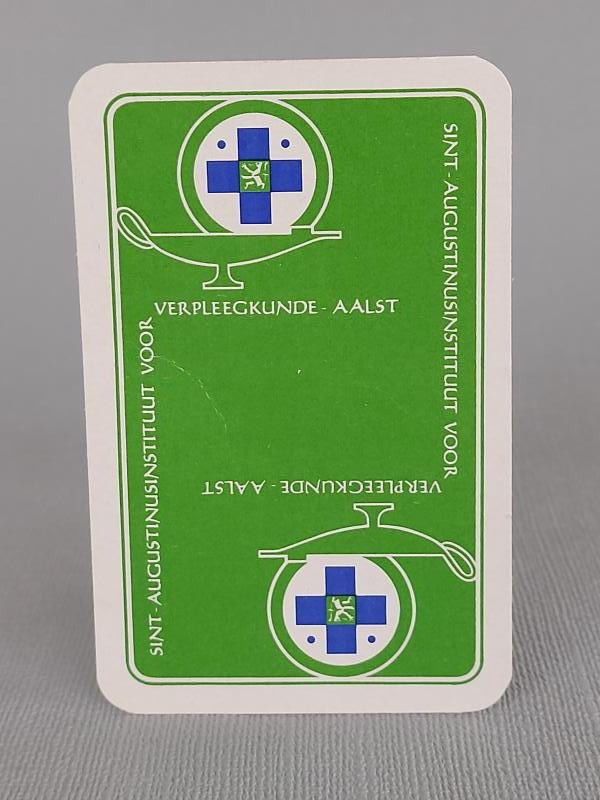 SINT-AUGUSTINUSINSTITUUT VOOR
VERPLEEGKUNDE - AALST
SINT-AUGUSTINUSINSTITUUT VOOR
VERPLEEGKUNDE - AALST